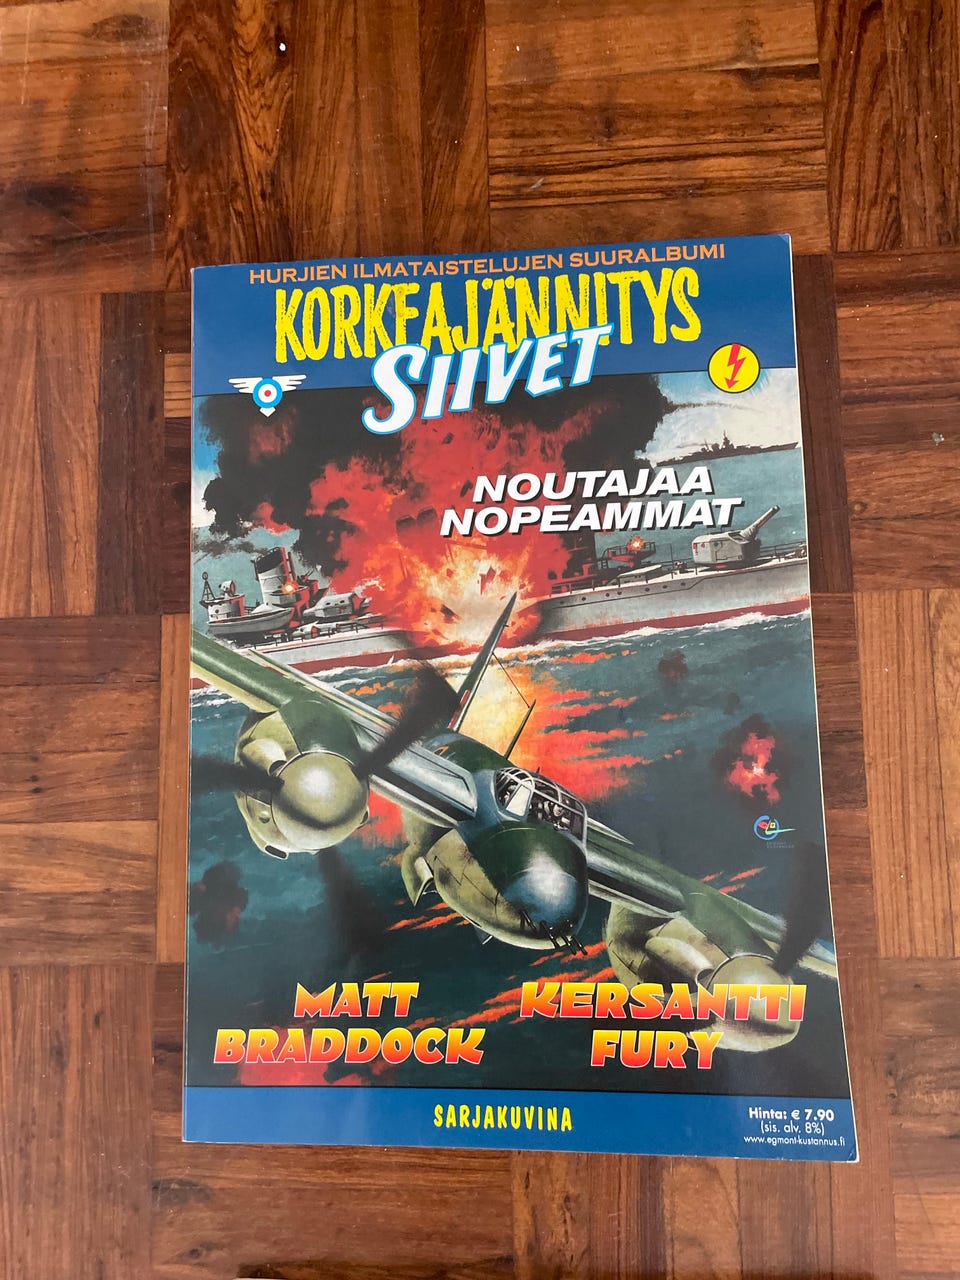 HURJIEN ILMATAISTELUJEN SUURALBUMI
KORKEAJÄNNITYS
SIIVET
NOUTAJAA
NOPEAMMAT
MATT
BRADDOCK
KERSANTTI
FURY
SARJAKUVINA
Hinta: € 7.90
(sis. alv. 8%)
www.egmont-kustannus.fi